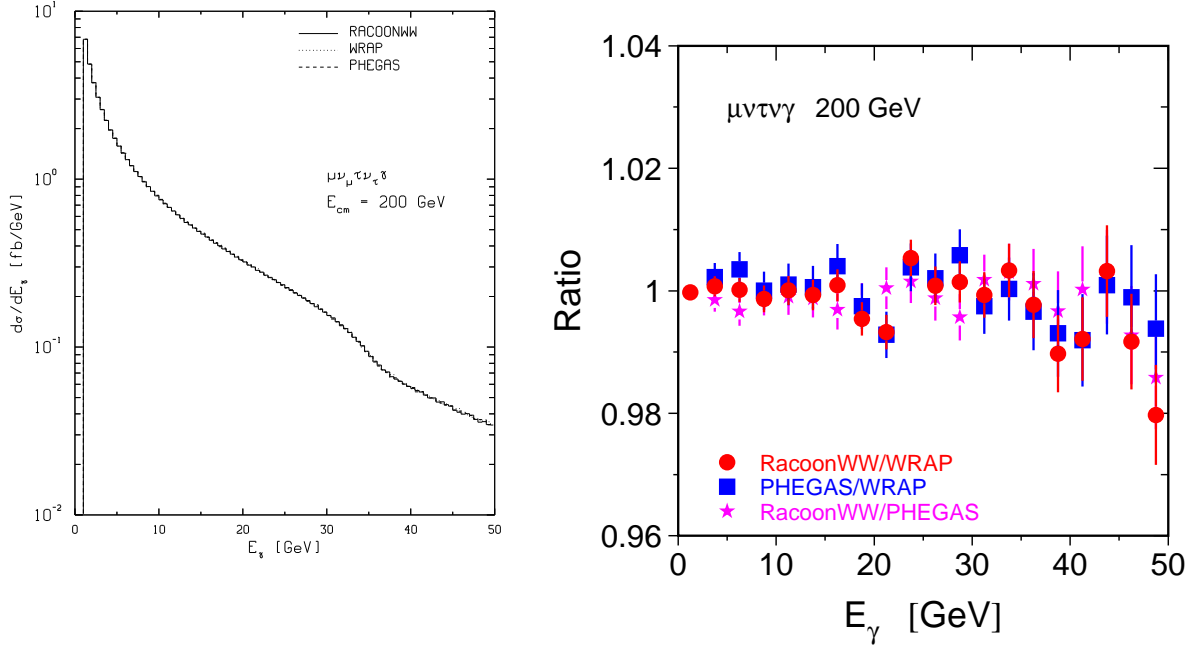 10¹
10⁰
10⁻¹
10⁻²
dσ/dE_γ [fb/GeV]
RACOONWW
WRAP
PHEGAS
μν_μτν_τγ
E_cm = 200 GeV
0 10 20 30 40 50
E_γ [GeV]
1.04
1.02
1
0.98
0.96
Ratio
μντνγ 200 GeV
RacoonWW/WRAP
PHEGAS/WRAP
RacoonWW/PHEGAS
0 10 20 30 40 50
E_γ [GeV]